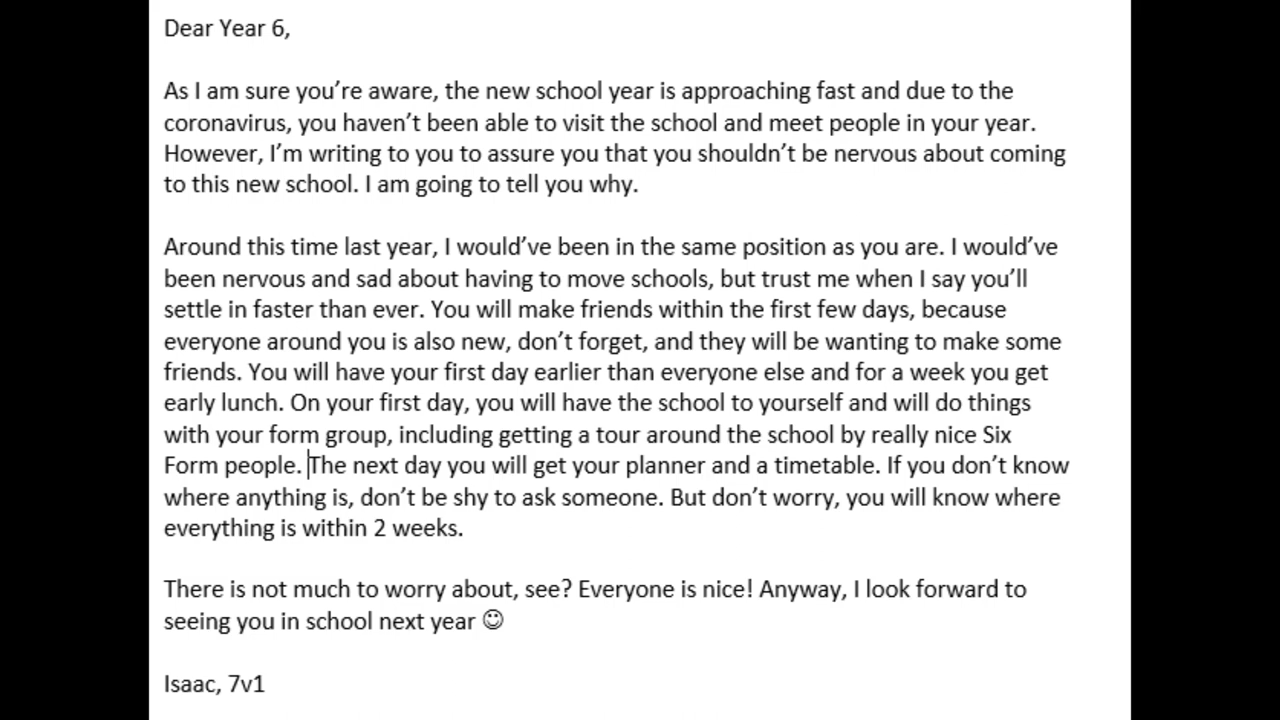 Dear Year 6,
As I am sure you’re aware, the new school year is approaching fast and due to the
coronavirus, you haven’t been able to visit the school and meet people in your year.
However, I’m writing to you to assure you that you shouldn’t be nervous about coming
to this new school. I am going to tell you why.
Around this time last year, I would’ve been in the same position as you are. I would’ve
been nervous and sad about having to move schools, but trust me when I say you’ll
settle in faster than ever. You will make friends within the first few days, because
everyone around you is also new, don’t forget, and they will be wanting to make some
friends. You will have your first day earlier than everyone else and for a week you get
early lunch. On your first day, you will have the school to yourself and will do things
with your form group, including getting a tour around the school by really nice Six
Form people. The next day you will get your planner and a timetable. If you don’t know
where anything is, don’t be shy to ask someone. But don’t worry, you will know where
everything is within 2 weeks.
There is not much to worry about, see? Everyone is nice! Anyway, I look forward to
seeing you in school next year ☺
Isaac, 7v1